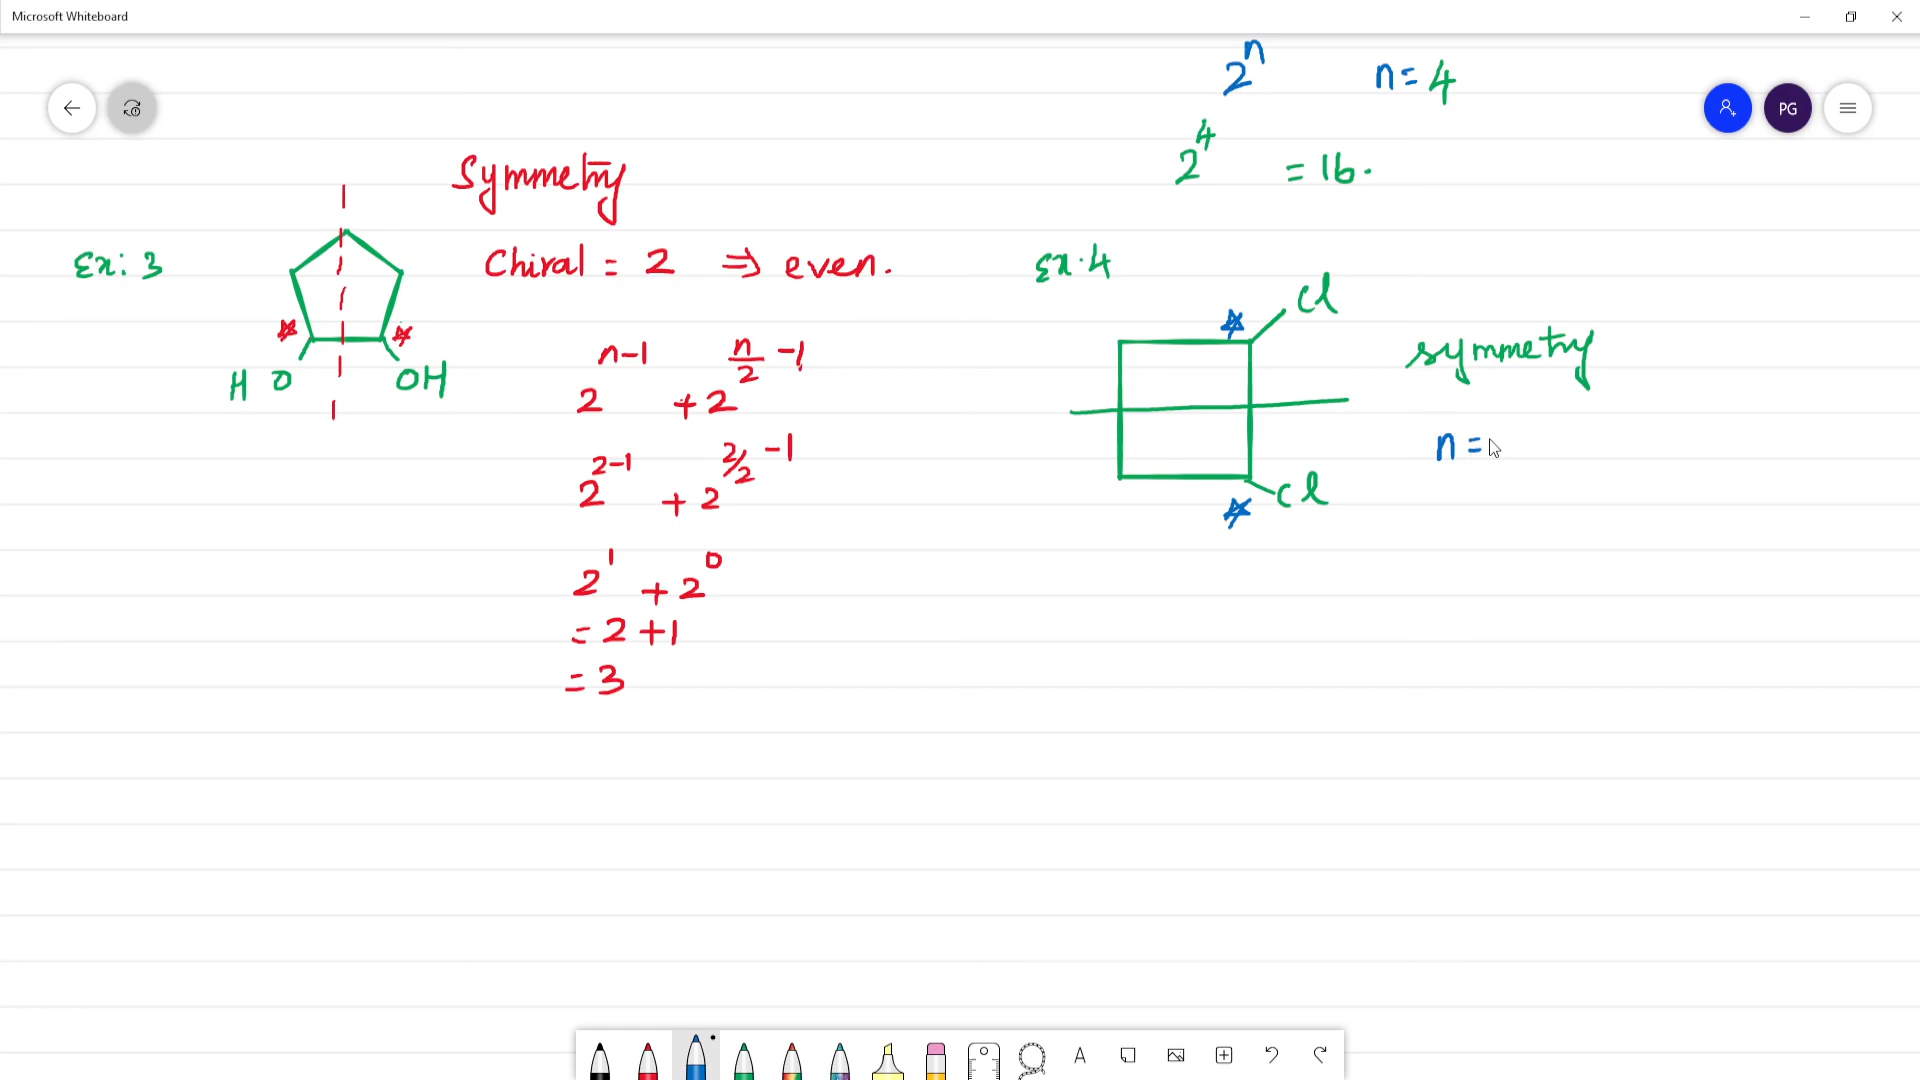 Microsoft Whiteboard
2^n n = 4
2^4 = 16.
PG
Symmetry
Ex: 3
Chiral = 2 ⇒ even.
HO OH
2^(n-1) + 2^(n/2 - 1)
2^(2-1) + 2^(2/2 - 1)
2^1 + 2^0
= 2 + 1
= 3
Ex. 4
Cl
symmetry
n =
Cl
A